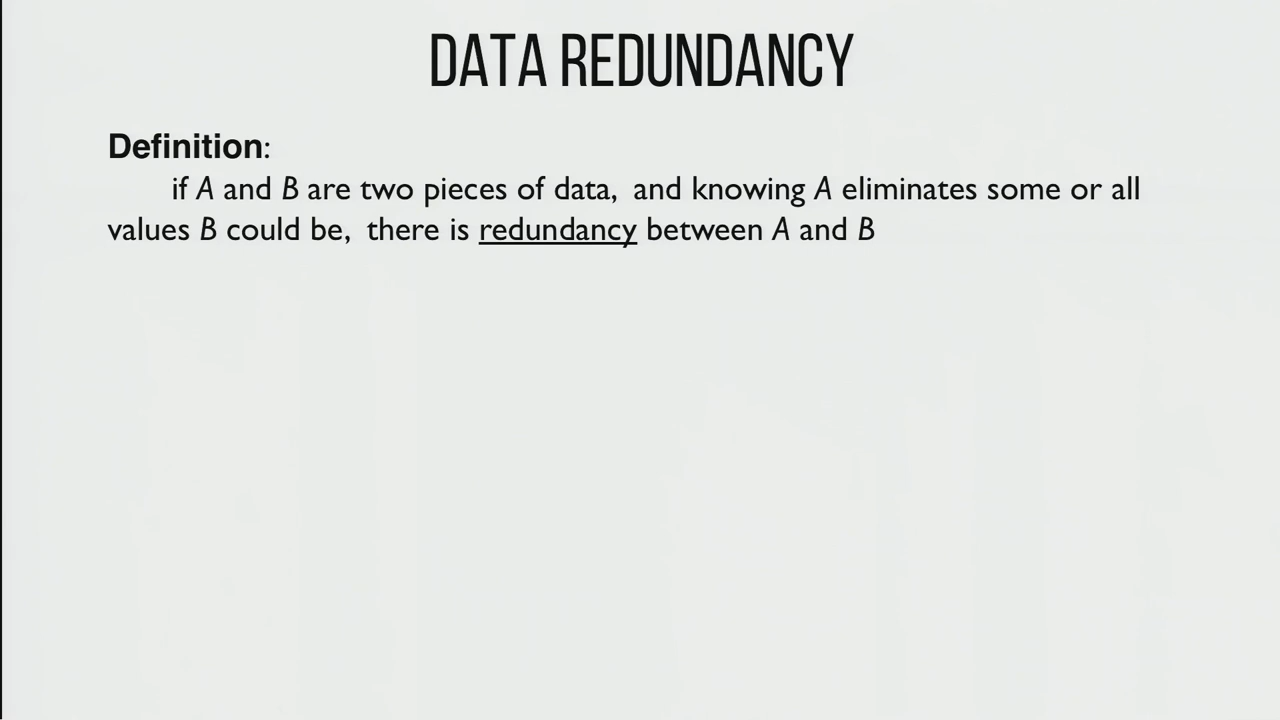 DATA REDUNDANCY
Definition:
if A and B are two pieces of data, and knowing A eliminates some or all
values B could be, there is redundancy between A and B